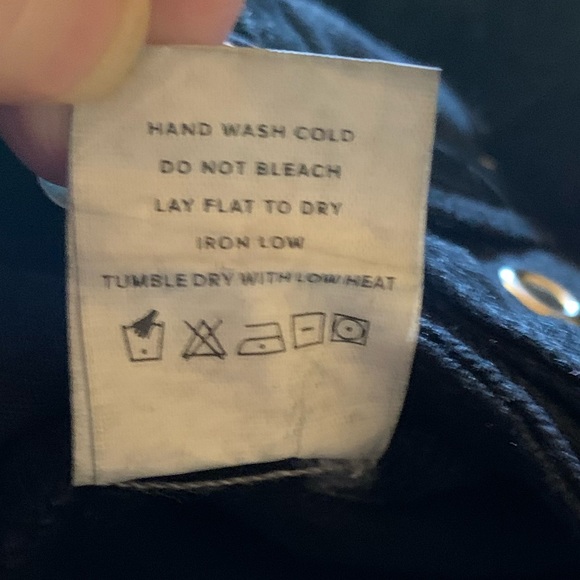 HAND WASH COLD
DO NOT BLEACH
LAY FLAT TO DRY
IRON LOW
TUMBLE DRY WITH LOW HEAT